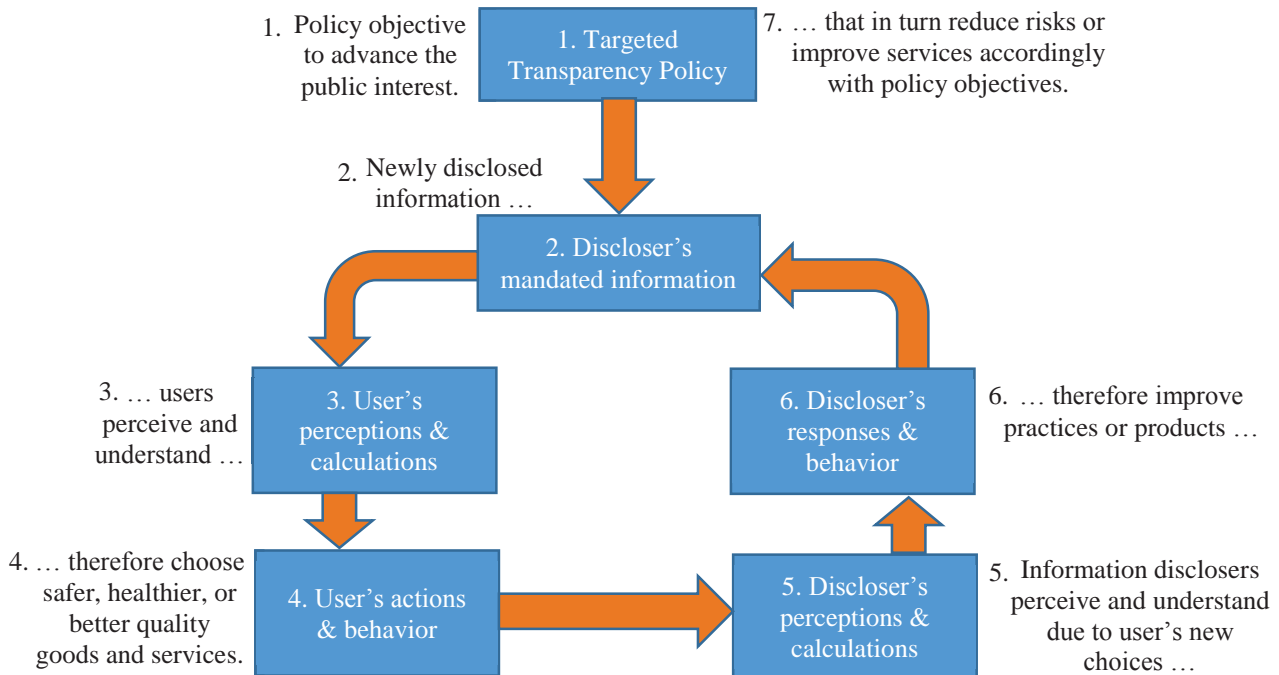 1. Policy objective
to advance the
public interest.
1. Targeted
Transparency Policy
7. … that in turn reduce risks or
improve services accordingly
with policy objectives.
2. Newly disclosed
information …
2. Discloser's
mandated information
3. … users
perceive and
understand …
3. User's
perceptions &
calculations
6. Discloser's
responses &
behavior
6. … therefore improve
practices or products …
4. … therefore choose
safer, healthier, or
better quality
goods and services.
4. User's actions
& behavior
5. Discloser's
perceptions &
calculations
5. Information disclosers
perceive and understand
due to user's new
choices …